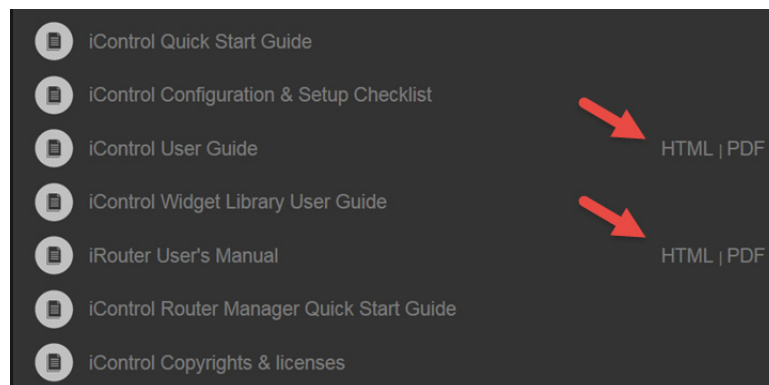 iControl Quick Start Guide
iControl Configuration & Setup Checklist
iControl User Guide HTML | PDF
iControl Widget Library User Guide
iRouter User's Manual HTML | PDF
iControl Router Manager Quick Start Guide
iControl Copyrights & licenses